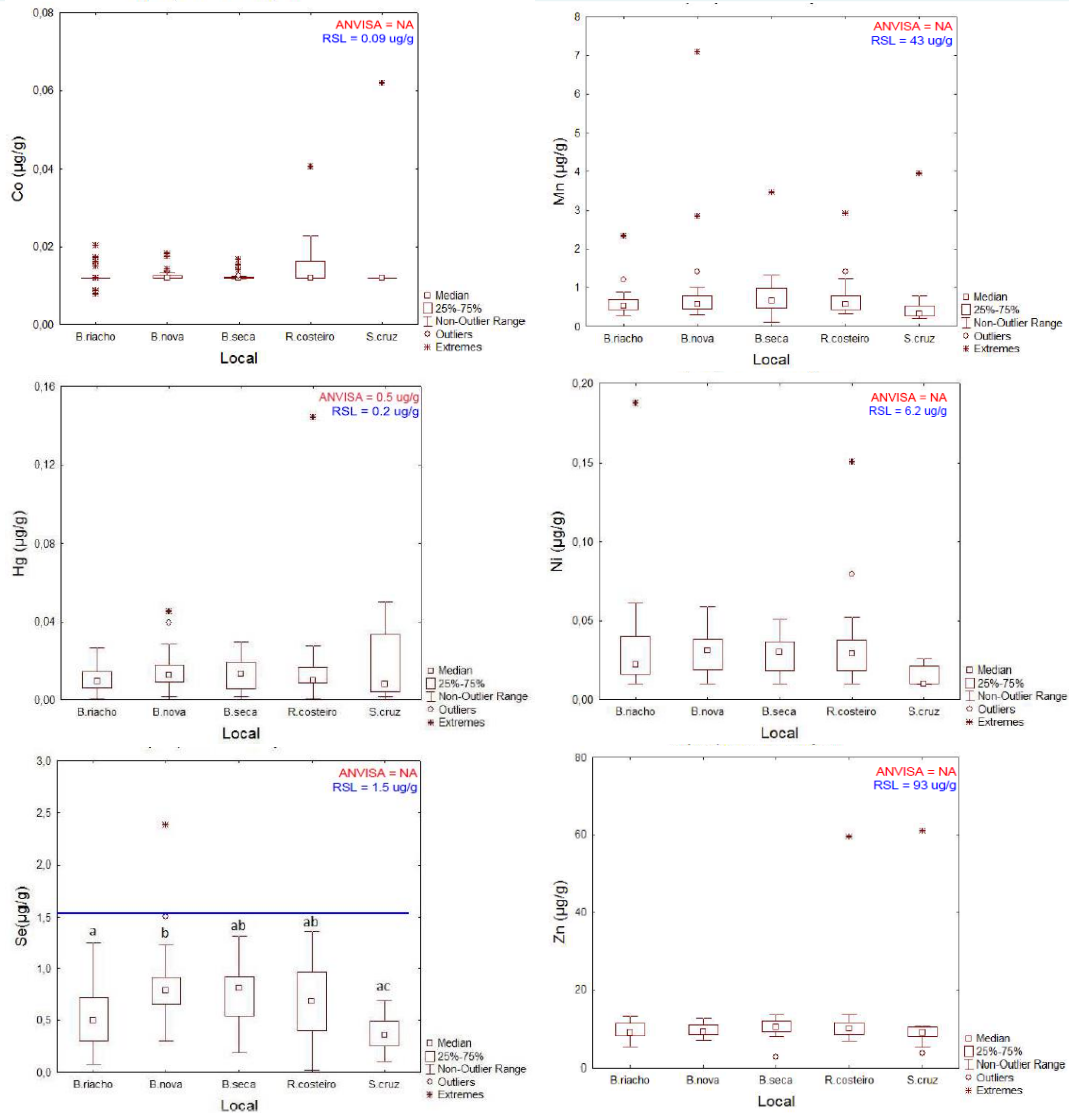 ANVISA = NA
RSL = 0.09 ug/g
Co (µg/g)
0,08
0,06
0,04
0,02
0,00
B.riacho B.nova B.seca R.costeiro S.cruz
Local
Median
25%-75%
Non-Outlier Range
Outliers
Extremes
ANVISA = NA
RSL = 43 ug/g
Mn (µg/g)
8
7
6
5
4
3
2
1
0
B.riacho B.nova B.seca R.costeiro S.cruz
Local
Median
25%-75%
Non-Outlier Range
Outliers
Extremes
ANVISA = 0.5 ug/g
RSL = 0.2 ug/g
Hg (µg/g)
0,16
0,12
0,08
0,04
0,00
B.riacho B.nova B.seca R.costeiro S.cruz
Local
Median
25%-75%
Non-Outlier Range
Outliers
Extremes
ANVISA = NA
RSL = 6.2 ug/g
Ni (µg/g)
0,20
0,15
0,10
0,05
0,00
B.riacho B.nova B.seca R.costeiro S.cruz
Local
Median
25%-75%
Non-Outlier Range
Outliers
Extremes
ANVISA = NA
RSL = 1.5 ug/g
Se(µg/g)
3,0
2,5
2,0
1,5
1,0
0,5
0,0
a b ab ab ac
B.riacho B.nova B.seca R.costeiro S.cruz
Local
Median
25%-75%
Non-Outlier Range
Outliers
Extremes
ANVISA = NA
RSL = 93 ug/g
Zn (µg/g)
80
60
40
20
0
B.riacho B.nova B.seca R.costeiro S.cruz
Local
Median
25%-75%
Non-Outlier Range
Outliers
Extremes